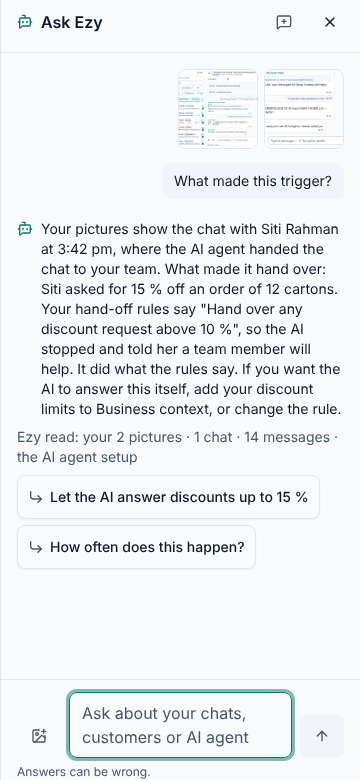 Ask Ezy
What made this trigger?
Your pictures show the chat with Siti Rahman
at 3:42 pm, where the AI agent handed the
chat to your team. What made it hand over:
Siti asked for 15 % off an order of 12 cartons.
Your hand-off rules say "Hand over any
discount request above 10 %", so the AI
stopped and told her a team member will
help. It did what the rules say. If you want the
AI to answer this itself, add your discount
limits to Business context, or change the rule.
Ezy read: your 2 pictures · 1 chat · 14 messages ·
the AI agent setup
Let the AI answer discounts up to 15 %
How often does this happen?
Ask about your chats,
customers or AI agent
Answers can be wrong.